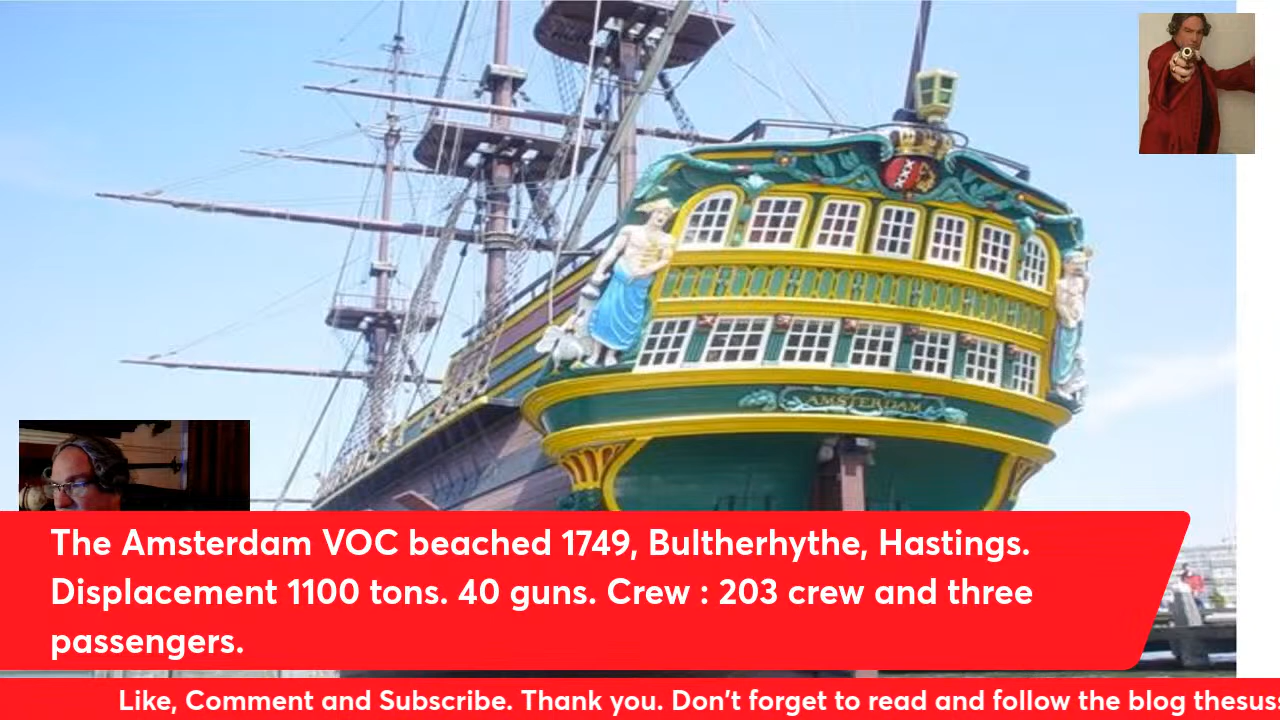 XXX
AMSTERDAM
The Amsterdam VOC beached 1749, Bultherhythe, Hastings.
Displacement 1100 tons. 40 guns. Crew : 203 crew and three
passengers.
Like, Comment and Subscribe. Thank you. Don't forget to read and follow the blog thesus